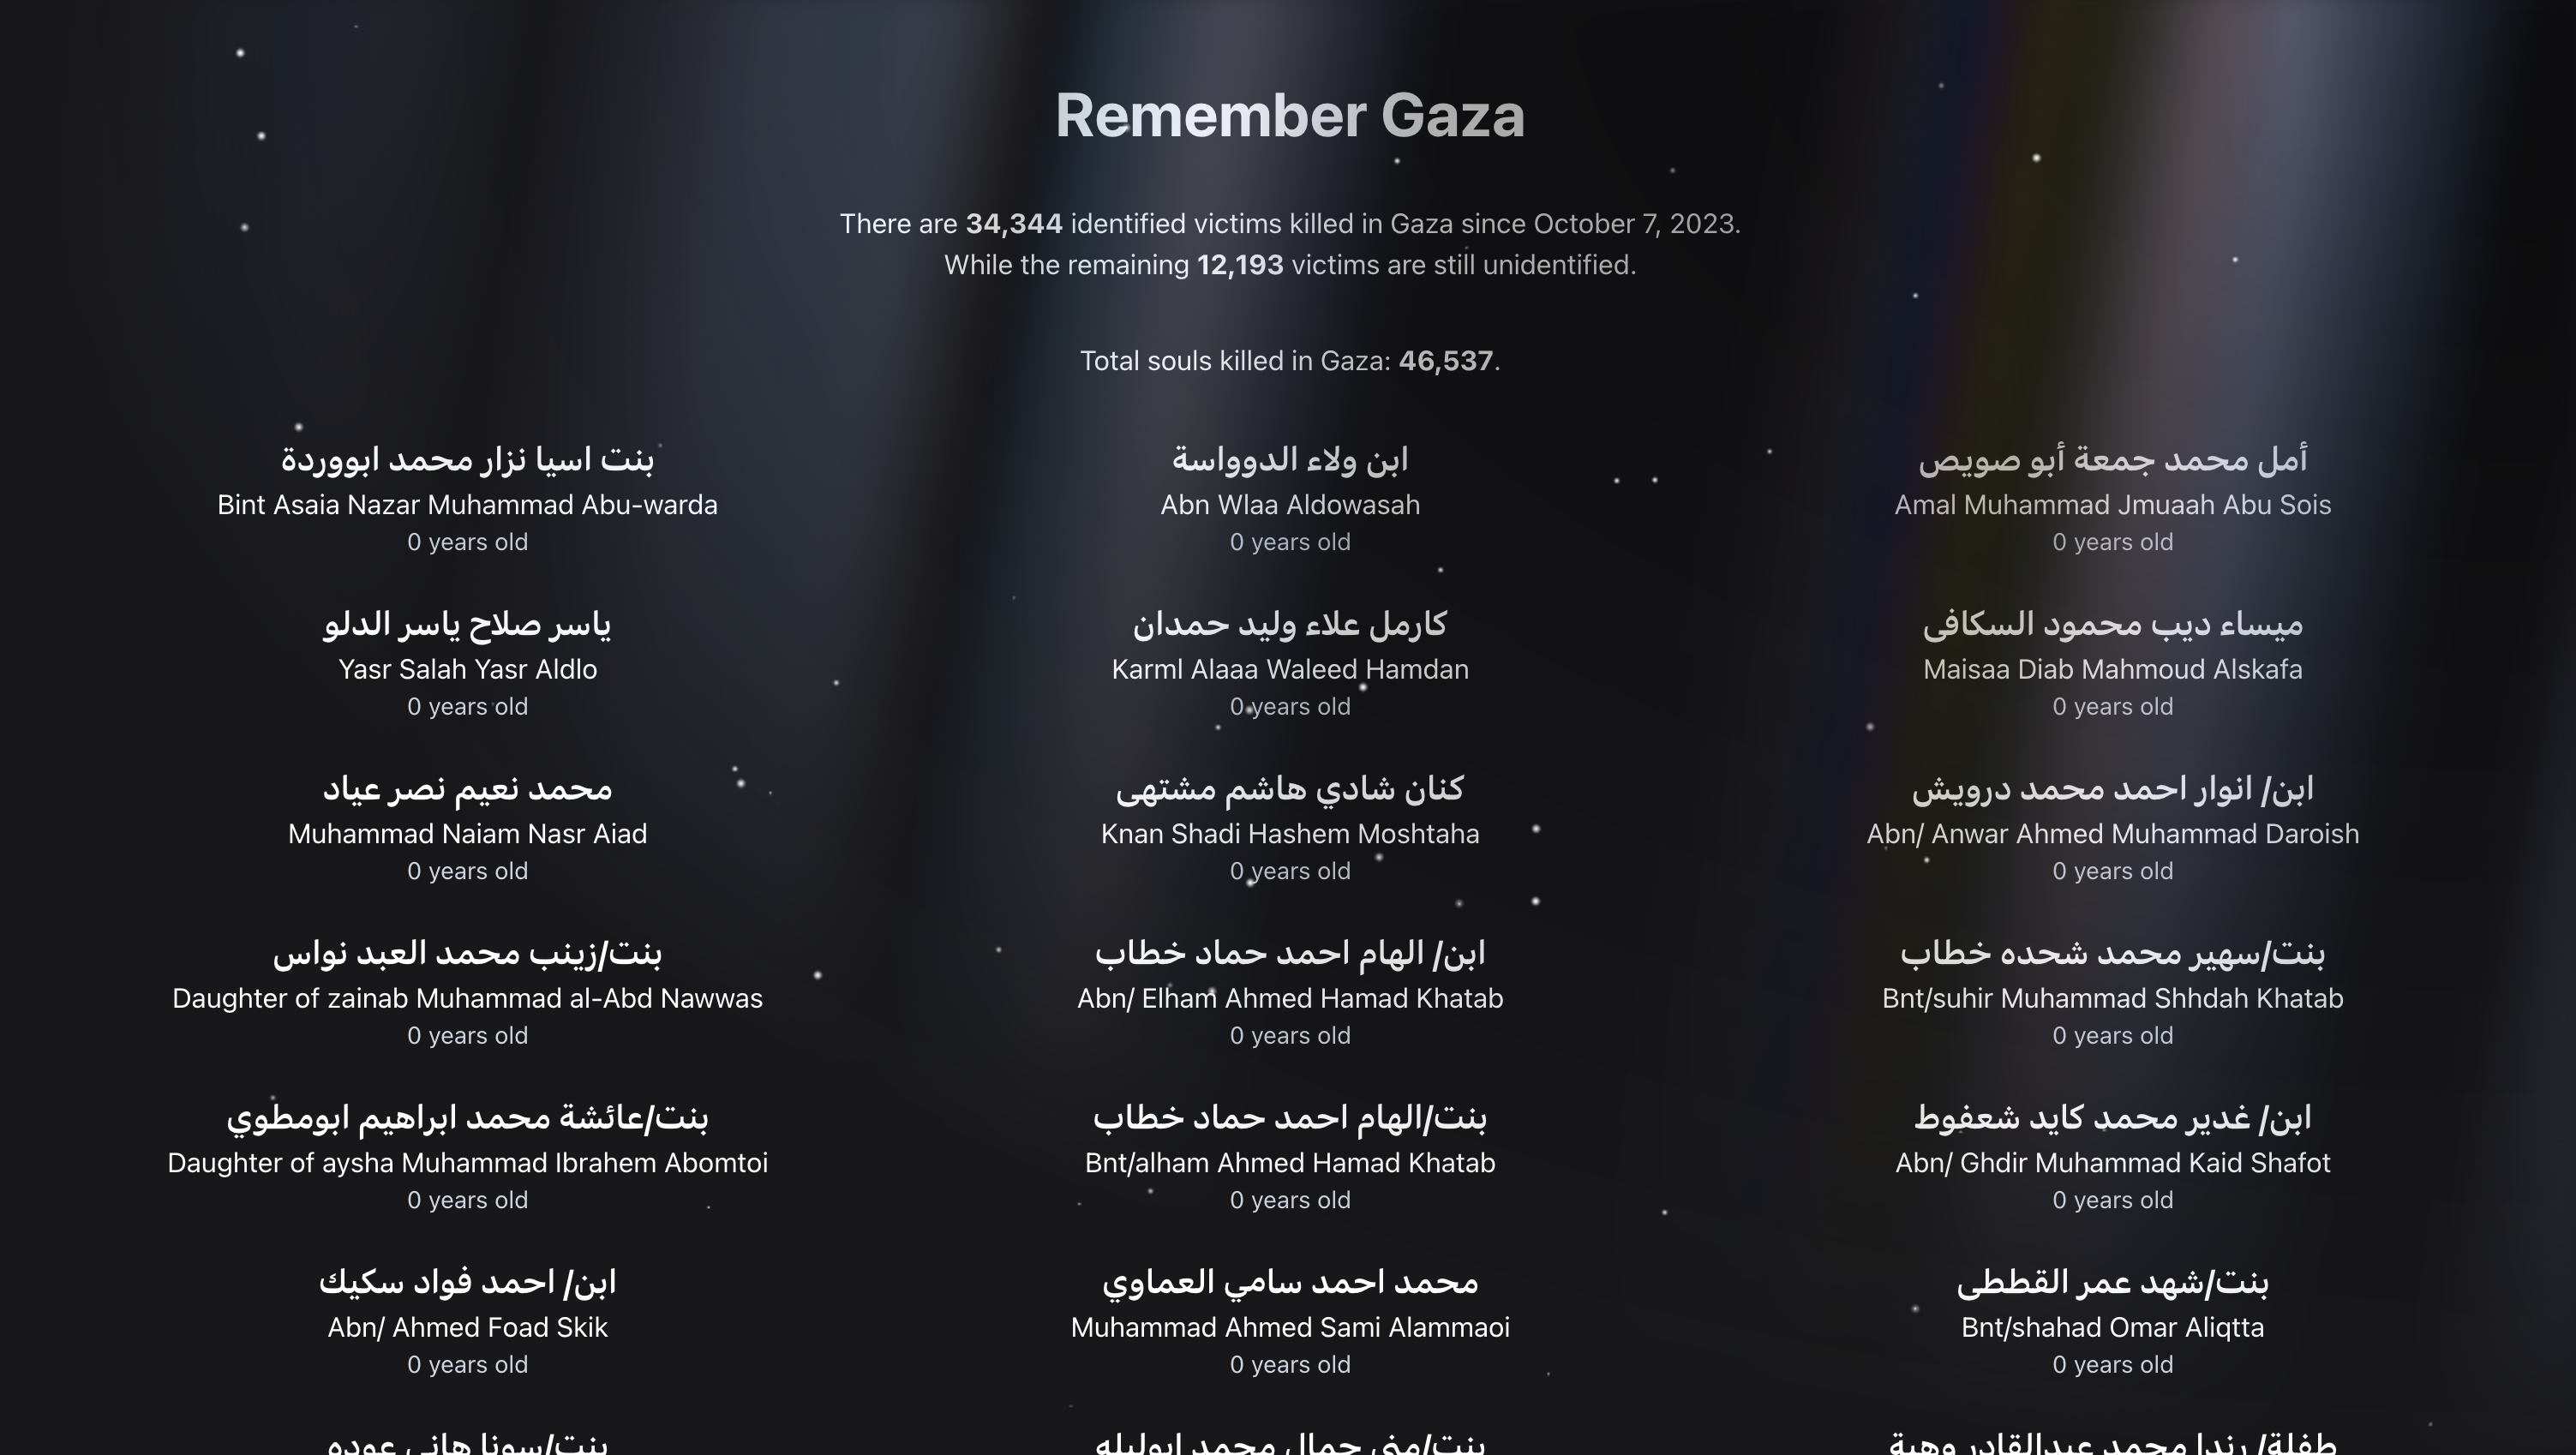 Remember Gaza
There are 34,344 identified victims killed in Gaza since October 7, 2023.
While the remaining 12,193 victims are still unidentified.
Total souls killed in Gaza: 46,537.
بنت اسيا نزار محمد ابووردة
Bint Asaia Nazar Muhammad Abu-warda
0 years old
ابن ولاء الدوواسة
Abn Wlaa Aldowasah
0 years old
أمل محمد جمعة أبو صويص
Amal Muhammad Jmuaah Abu Sois
0 years old
ياسر صلاح ياسر الدلو
Yasr Salah Yasr Aldlo
0 years old
كارمل علاء وليد حمدان
Karml Alaaa Waleed Hamdan
0 years old
ميساء ديب محمود السكافى
Maisaa Diab Mahmoud Alskafa
0 years old
محمد نعيم نصر عياد
Muhammad Naiam Nasr Aiad
0 years old
كنان شادي هاشم مشتهى
Knan Shadi Hashem Moshtaha
0 years old
ابن/ انوار احمد محمد درويش
Abn/ Anwar Ahmed Muhammad Daroish
0 years old
بنت/زينب محمد العبد نواس
Daughter of zainab Muhammad al-Abd Nawwas
0 years old
ابن/ الهام احمد حماد خطاب
Abn/ Elham Ahmed Hamad Khatab
0 years old
بنت/سهير محمد شحده خطاب
Bnt/suhir Muhammad Shhdah Khatab
0 years old
بنت/عائشة محمد ابراهيم ابومطوي
Daughter of aysha Muhammad Ibrahem Abomtoi
0 years old
بنت/الهام احمد حماد خطاب
Bnt/alham Ahmed Hamad Khatab
0 years old
ابن/ غدير محمد كايد شعفوط
Abn/ Ghdir Muhammad Kaid Shafot
0 years old
ابن/ احمد فواد سكيك
Abn/ Ahmed Foad Skik
0 years old
محمد احمد سامي العماوي
Muhammad Ahmed Sami Alammaoi
0 years old
بنت/شهد عمر القططى
Bnt/shahad Omar Aliqtta
0 years old
بنت/سونا هاني عوده
بنت/منى جمال محمد ابوليله
طفلة/ رندا محمد عبدالقادر وهبة